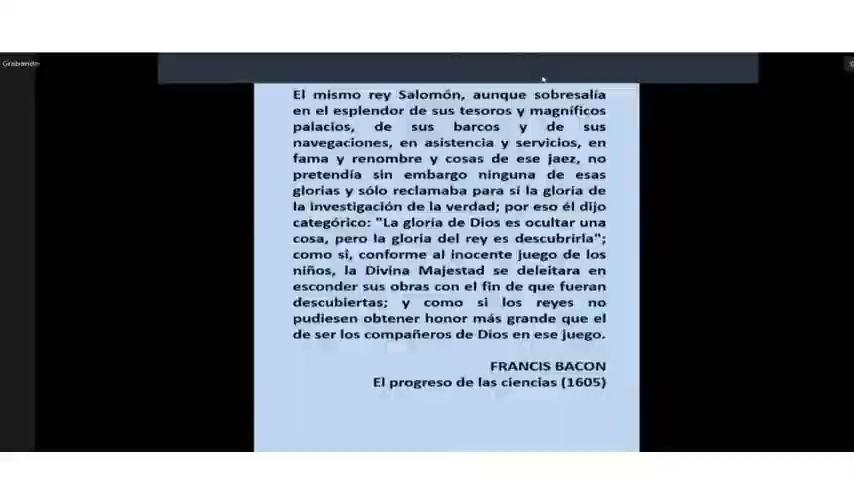 Grabando
El mismo rey Salomón, aunque sobresalía
en el esplendor de sus tesoros y magníficos
palacios, de sus barcos y de sus
navegaciones, en asistencia y servicios, en
fama y renombre y cosas de ese jaez, no
pretendía sin embargo ninguna de esas
glorias y sólo reclamaba para sí la gloria de
la investigación de la verdad; por eso él dijo
categórico: "La gloria de Dios es ocultar una
cosa, pero la gloria del rey es descubrirla";
como si, conforme al inocente juego de los
niños, la Divina Majestad se deleitara en
esconder sus obras con el fin de que fueran
descubiertas; y como si los reyes no
pudiesen obtener honor más grande que el
de ser los compañeros de Dios en ese juego.
FRANCIS BACON
El progreso de las ciencias (1605)